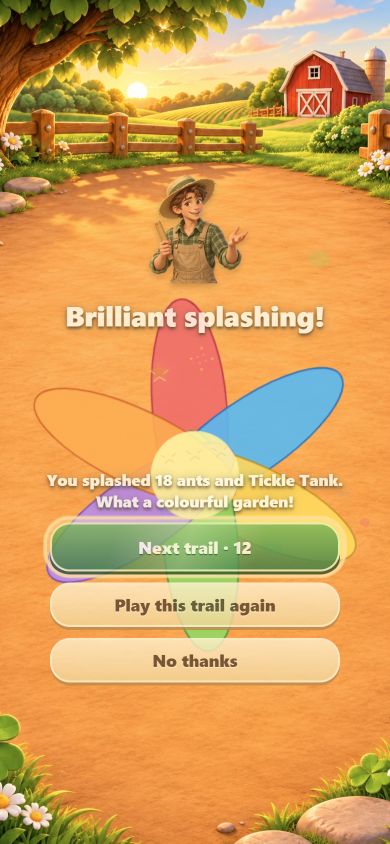 Brilliant splashing!
You splashed 18 ants and Tickle Tank.
What a colourful garden!
Next trail · 12
Play this trail again
No thanks